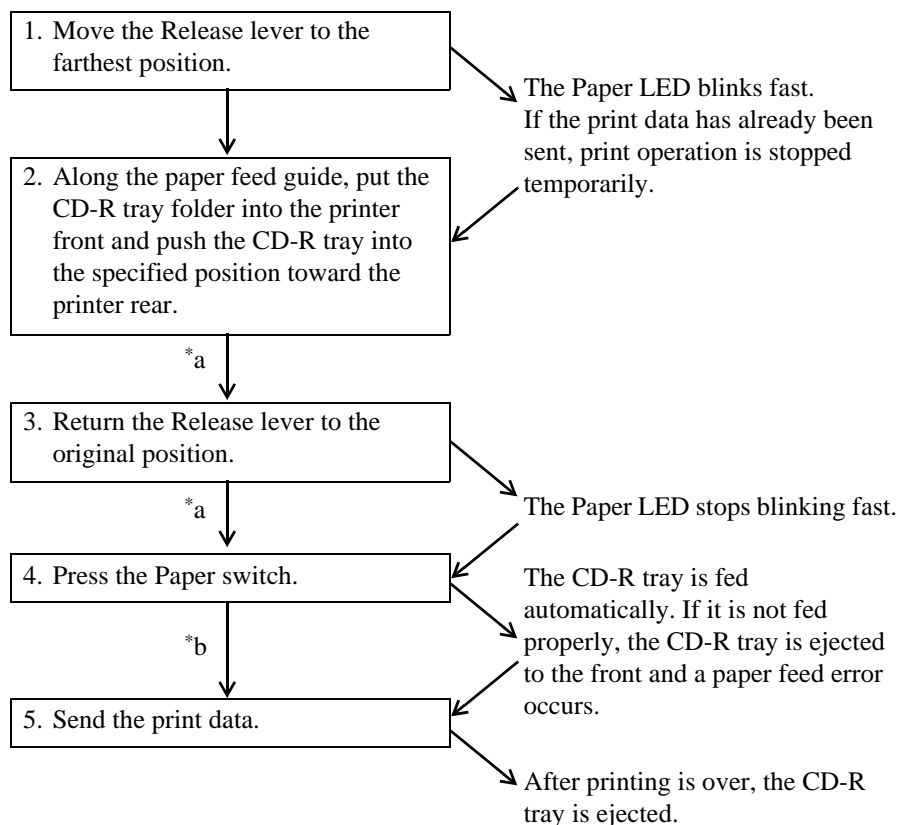 1. Move the Release lever to the
farthest position.
The Paper LED blinks fast.
If the print data has already been
sent, print operation is stopped
temporarily.
2. Along the paper feed guide, put the
CD-R tray folder into the printer
front and push the CD-R tray into
the specified position toward the
printer rear.
*a
3. Return the Release lever to the
original position.
*a
The Paper LED stops blinking fast.
4. Press the Paper switch.
The CD-R tray is fed
automatically. If it is not fed
properly, the CD-R tray is ejected
to the front and a paper feed error
occurs.
*b
5. Send the print data.
After printing is over, the CD-R
tray is ejected.